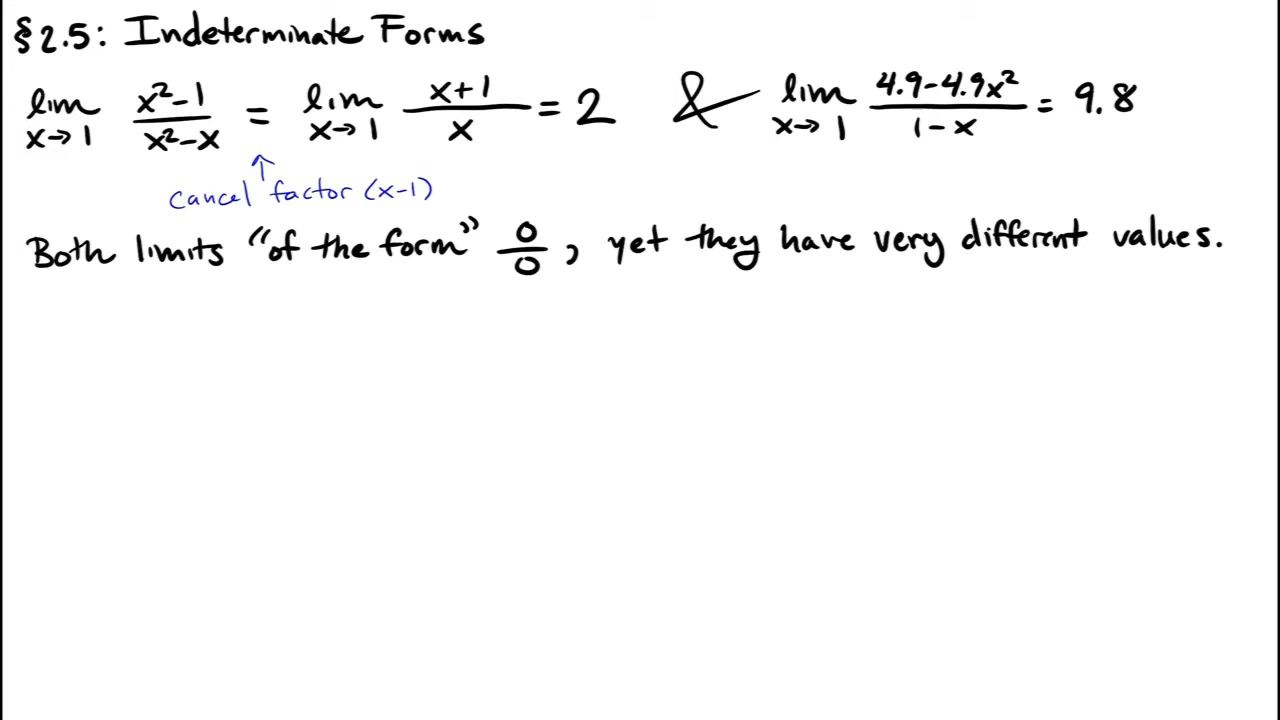 § 2.5: Indeterminate Forms
lim x→1 (x²-1)/(x²-x) = lim x→1 (x+1)/x = 2 & lim x→1 (4.9-4.9x²)/(1-x) = 9.8
↑
cancel factor (x-1)
Both limits "of the form" 0/0, yet they have very different values.